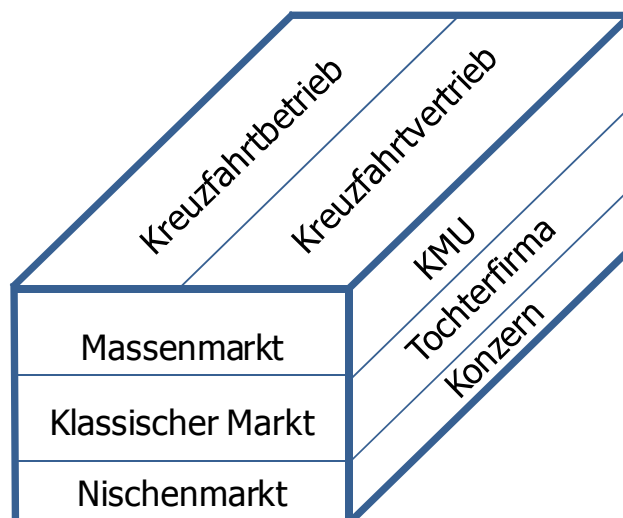 Kreuzfahrtbetrieb
Kreuzfahrtvertrieb
KMU
Tochterfirma
Konzern
Massenmarkt
Klassischer Markt
Nischenmarkt